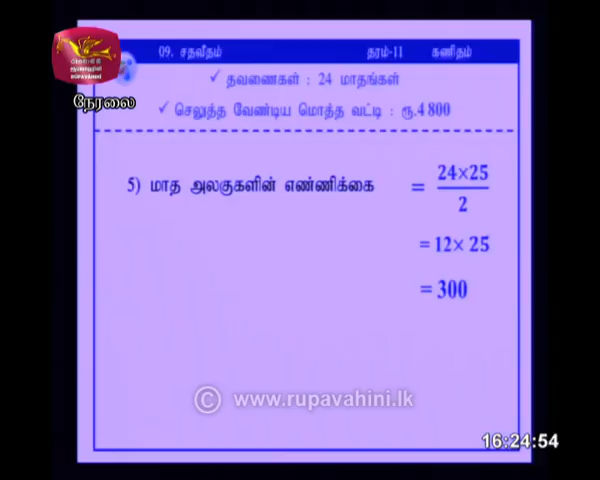 09. சதவீதம் தரம்-11 கணிதம்
RUPAVAHINI
நேரலை
✓ தவணைகள் : 24 மாதங்கள்
✓ செலுத்த வேண்டிய மொத்த வட்டி : ரூ.4 800
5) மாத அலகுகளின் எண்ணிக்கை = 24×25 / 2
= 12× 25
= 300
© www.rupavahini.lk
16:24:54